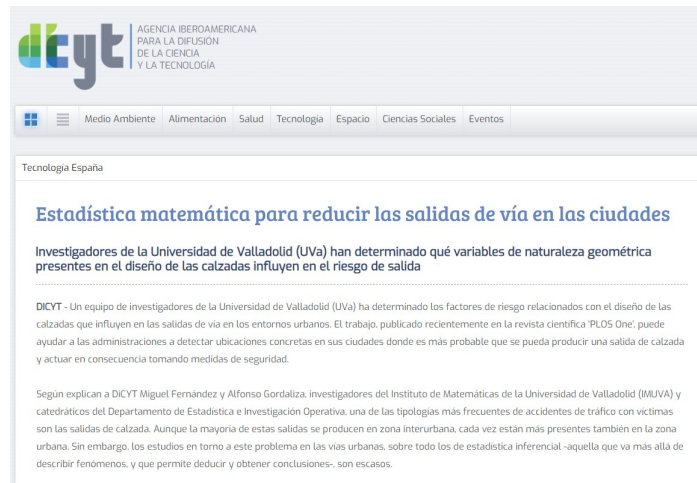 dicyt
AGENCIA IBEROAMERICANA
PARA LA DIFUSIÓN
DE LA CIENCIA
Y LA TECNOLOGÍA
Medio Ambiente Alimentación Salud Tecnología Espacio Ciencias Sociales Eventos
Tecnología España
Estadística matemática para reducir las salidas de vía en las ciudades
Investigadores de la Universidad de Valladolid (UVa) han determinado qué variables de naturaleza geométrica
presentes en el diseño de las calzadas influyen en el riesgo de salida
DICYT - Un equipo de investigadores de la Universidad de Valladolid (UVa) ha determinado los factores de riesgo relacionados con el diseño de las
calzadas que influyen en las salidas de vía en los entornos urbanos. El trabajo, publicado recientemente en la revista científica 'PLOS One', puede
ayudar a las administraciones a detectar ubicaciones concretas en sus ciudades donde es más probable que se pueda producir una salida de calzada
y actuar en consecuencia tomando medidas de seguridad.
Según explican a DiCYT Miguel Fernández y Alfonso Gordaliza, investigadores del Instituto de Matemáticas de la Universidad de Valladolid (IMUVA) y
catedráticos del Departamento de Estadística e Investigación Operativa, una de las tipologías más frecuentes de accidentes de tráfico con víctimas
son las salidas de calzada. Aunque la mayoría de estas salidas se producen en zona interurbana, cada vez están más presentes también en la zona
urbana. Sin embargo, los estudios en torno a este problema en las vías urbanas, sobre todo los de estadística inferencial -aquella que va más allá de
describir fenómenos, y que permite deducir y obtener conclusiones-, son escasos.